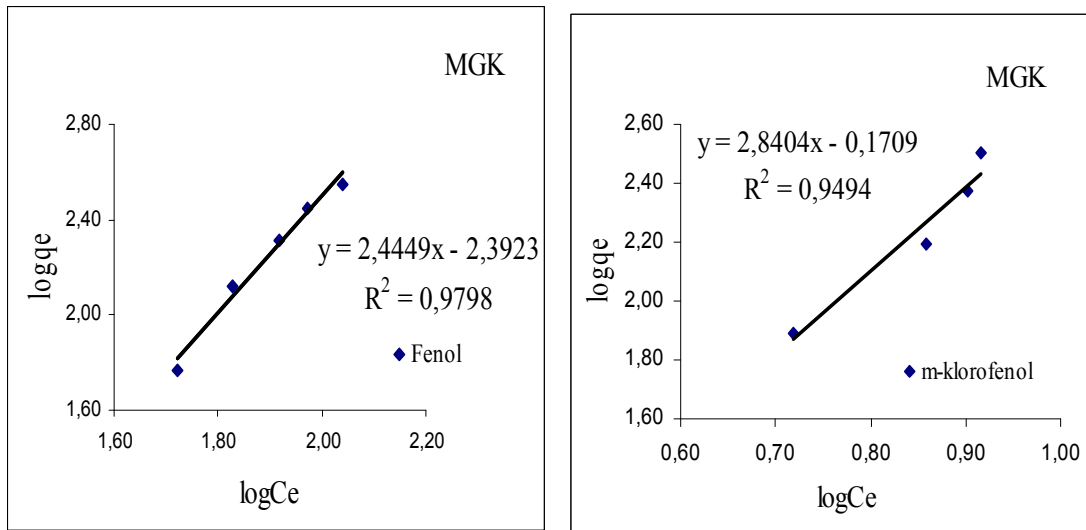 MGK
2,80
2,40
2,00
1,60
logqe
y = 2,4449x - 2,3923
R² = 0,9798
Fenol
1,60 1,80 2,00 2,20
logCe
MGK
2,60
2,40
2,20
2,00
1,80
1,60
logqe
y = 2,8404x - 0,1709
R² = 0,9494
m-klorofenol
0,60 0,70 0,80 0,90 1,00
logCe